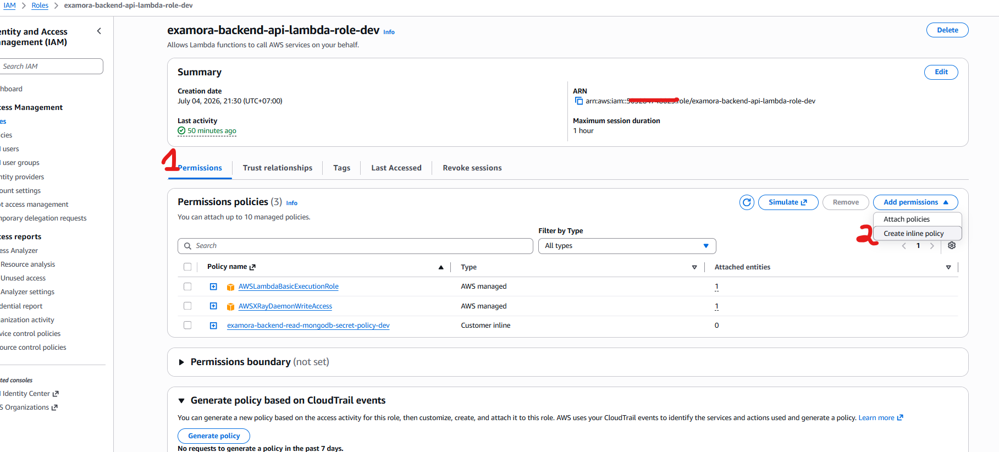 IAM > Roles > examora-backend-api-lambda-role-dev
entity and Access
nagement (IAM)
Search IAM
hboard
cess Management
es
cies
users
user groups
ntity providers
ount settings
t access management
mporary delegation requests
cess reports
ess Analyzer
Resource analysis
Unused access
Analyzer settings
dential report
anization activity
vice control policies
ource control policies
ted consoles
Identity Center
S Organizations
examora-backend-api-lambda-role-dev Info
Delete
Allows Lambda functions to call AWS services on your behalf.
Summary
Edit
Creation date
July 04, 2026, 21:30 (UTC+07:00)
Last activity
50 minutes ago
ARN
arn:aws:iam:: role/examora-backend-api-lambda-role-dev
Maximum session duration
1 hour
1
Permissions
Trust relationships
Tags
Last Accessed
Revoke sessions
Permissions policies (3) Info
Simulate
Remove
Add permissions
You can attach up to 10 managed policies.
Attach policies
2
Create inline policy
Filter by Type
Search
All types
1
Policy name
Type
Attached entities
AWSLambdaBasicExecutionRole
AWS managed
1
AWSXRayDaemonWriteAccess
AWS managed
1
examora-backend-read-mongodb-secret-policy-dev
Customer inline
0
Permissions boundary (not set)
Generate policy based on CloudTrail events
You can generate a new policy based on the access activity for this role, then customize, create, and attach it to this role. AWS uses your CloudTrail events to identify the services and actions used and generate a policy. Learn more
Generate policy
No requests to generate a policy in the past 7 days.